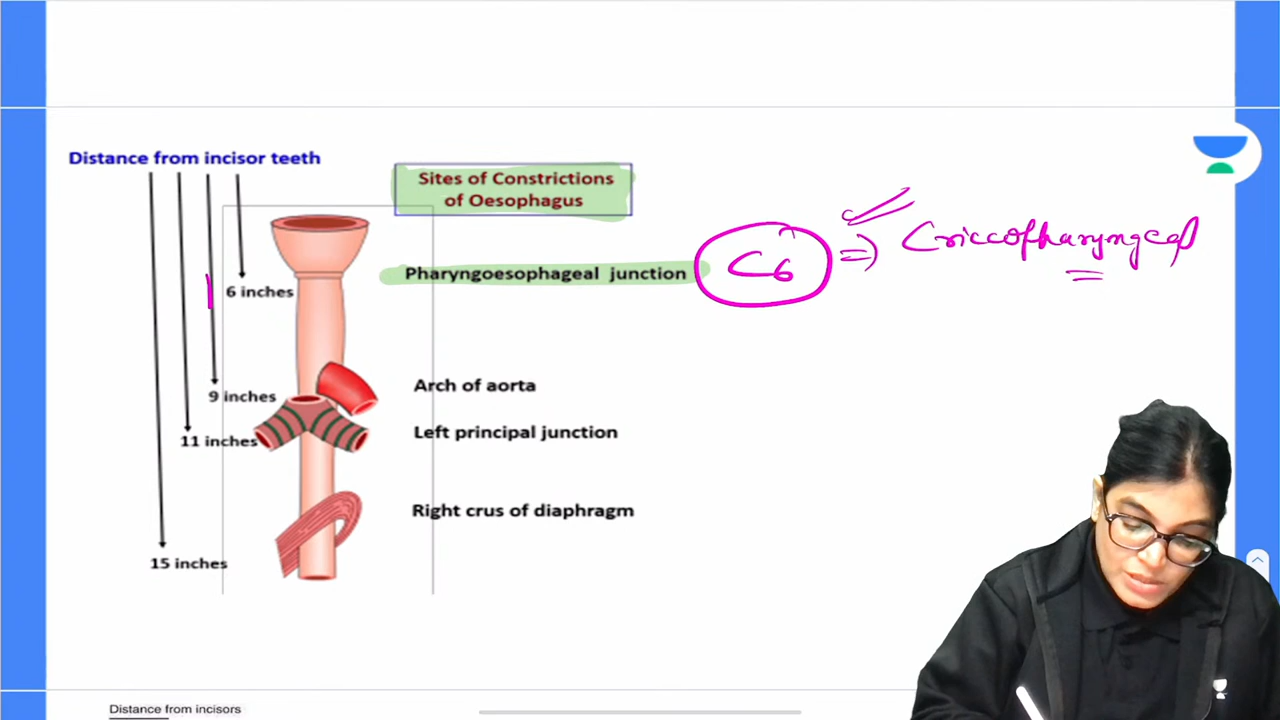 Distance from incisor teeth
Sites of Constrictions
of Oesophagus
C6 => Criccopharyngeal
Pharyngoesophageal junction
6 inches
Arch of aorta
9 inches
Left principal junction
11 inches
Right crus of diaphragm
15 inches
Distance from incisors